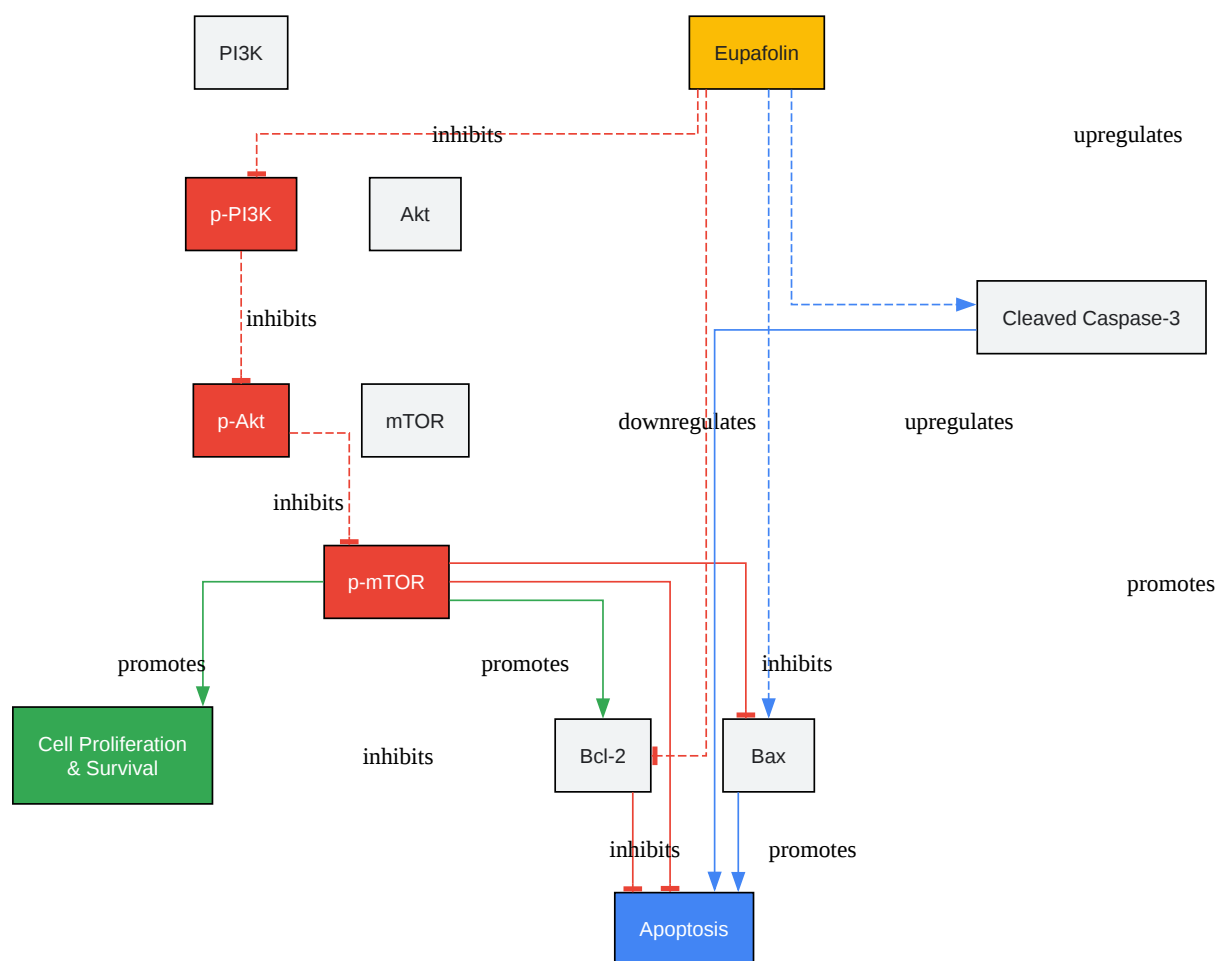 PI3K
Eupafolin
inhibits
upregulates
p-PI3K
Akt
inhibits
Cleaved Caspase-3
p-Akt
mTOR
downregulates
upregulates
inhibits
p-mTOR
promotes
promotes
promotes
inhibits
Cell Proliferation
& Survival
inhibits
Bcl-2
Bax
inhibits
promotes
Apoptosis